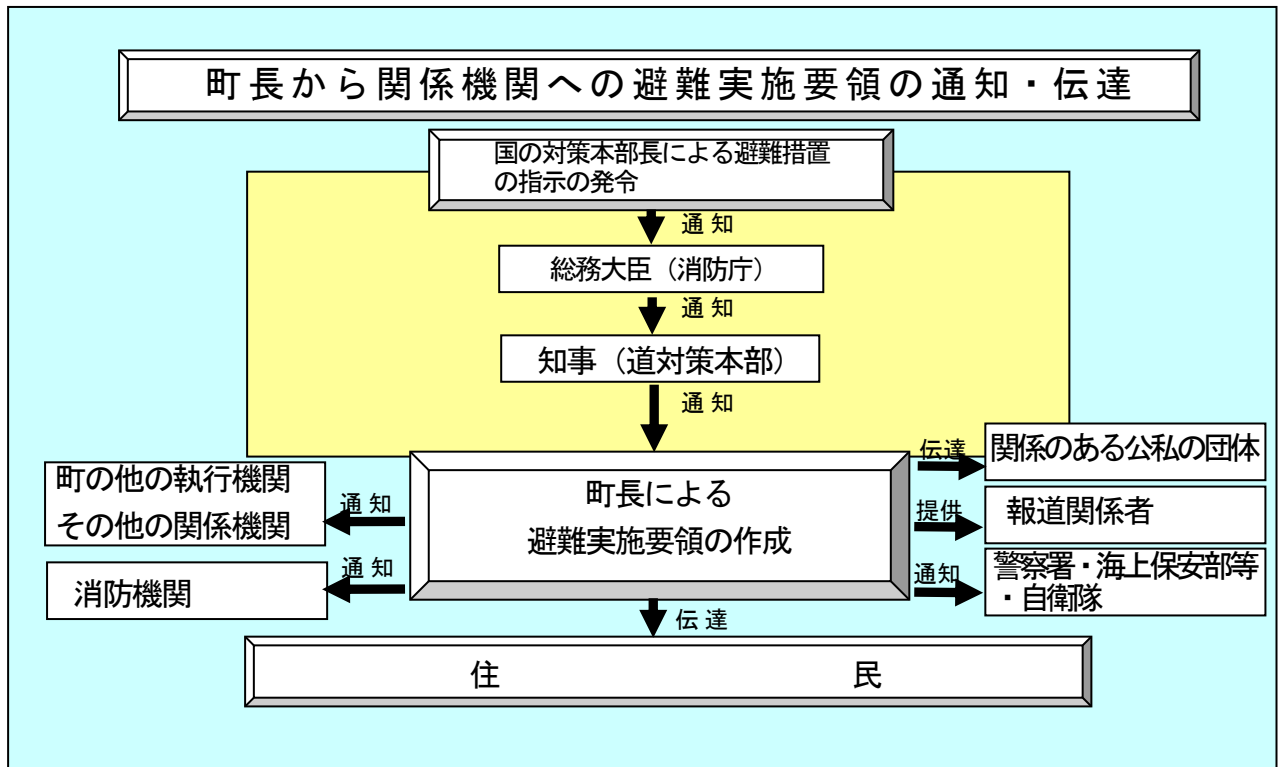 町長から関係機関への避難実施要領の通知・伝達
国の対策本部長による避難措置
の指示の発令
通 知
総務大臣（消防庁）
通 知
知事（道対策本部）
通 知
町長による
避難実施要領の作成
町の他の執行機関
その他の関係機関
通 知
消防機関
通 知
伝達
関係のある公私の団体
提供
報道関係者
通知
警察署・海上保安部等
・自衛隊
伝 達
住 民